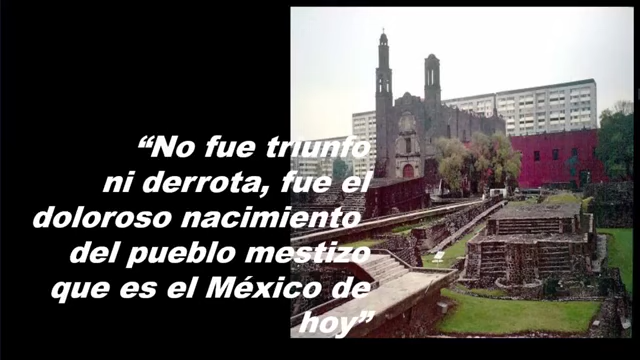 “No fue triunfo
ni derrota, fue el
doloroso nacimiento
del pueblo mestizo
que es el México de
hoy”